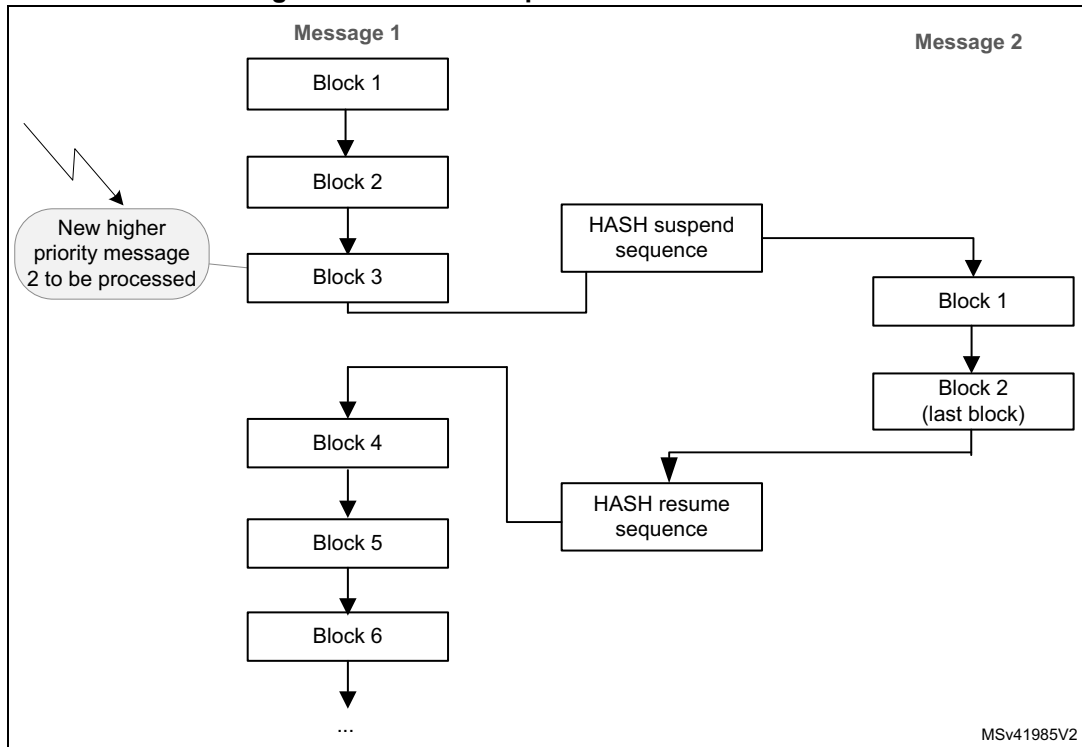 Message 1
Message 2
Block 1
Block 2
New higher
priority message
2 to be processed
Block 3
HASH suspend
sequence
Block 1
Block 2
(last block)
Block 4
HASH resume
sequence
Block 5
Block 6
...
MSv41985V2